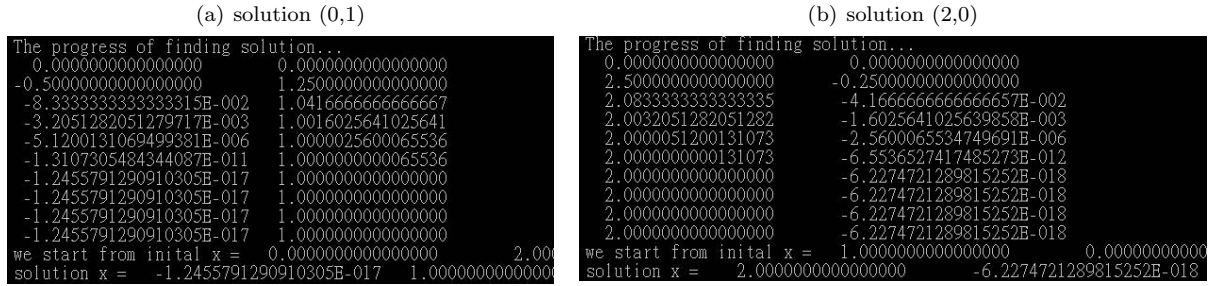 (a) solution (0,1)
The progress of finding solution...
0.0000000000000000 0.0000000000000000
-0.50000000000000000 1.2500000000000000
-8.3333333333333315E-002 1.0416666666666667
-3.2051282051279717E-003 1.0016025641025641
-5.1200131069499381E-006 1.0000025600065536
-1.3107305484344087E-011 1.0000000000065536
-1.2455791290910305E-017 1.0000000000000000
-1.2455791290910305E-017 1.0000000000000000
-1.2455791290910305E-017 1.0000000000000000
-1.2455791290910305E-017 1.0000000000000000
we start from inital x = 0.0000000000000000 2.000
solution x = -1.2455791290910305E-017 1.0000000000000
(b) solution (2,0)
The progress of finding solution...
0.0000000000000000 0.0000000000000000
2.5000000000000000 -0.25000000000000000
2.0833333333333335 -4.1666666666666657E-002
2.0032051282051282 -1.6025641025639858E-003
2.0000051200131073 -2.5600065534749691E-006
2.0000000000131073 -6.5536527417485273E-012
2.0000000000000000 -6.2274721289815252E-018
2.0000000000000000 -6.2274721289815252E-018
2.0000000000000000 -6.2274721289815252E-018
2.0000000000000000 -6.2274721289815252E-018
we start from inital x = 1.0000000000000000 0.00000000000
solution x = 2.0000000000000000 -6.2274721289815252E-018